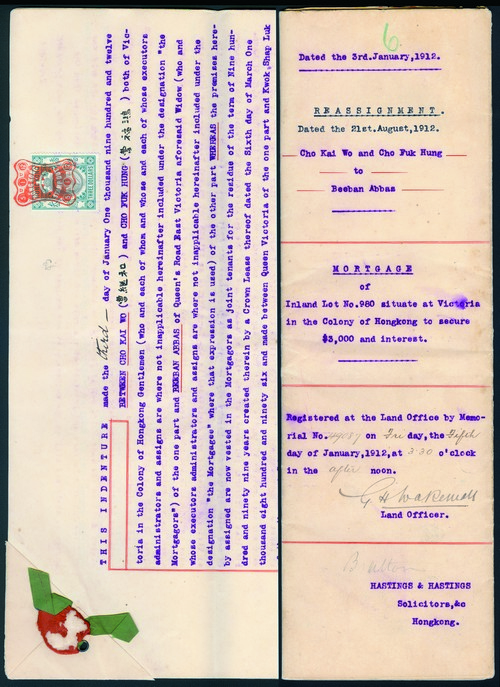 THIS INDENTURE made the third day of January One thousand nine hundred and twelve
BETWEEN CHO KAI WO (曹繼和) and CHO FUK HUNG ( ) both of Vic-
toria in the Colony of Hongkong Gentlemen (who and each of whom and whose and each of whose executors
administrators and assigns are where not inapplicable hereinafter included under the designation "the
Mortgagors") of the one part and BEEBAN ABBAS of Queen's Road East Victoria aforesaid Widow (who and
whose executors administrators and assigns are where not inapplicable hereinafter included under the
designation "the Mortgagee" where that expression is used) of the other part WHEREAS the premises here-
by assigned are now vested in the Mortgagors as joint tenants for the residue of the term of Nine hun-
dred and ninety nine years created therein by a Crown Lease thereof dated the Sixth day of March One
thousand eight hundred and ninety six and made between Queen Victoria of the one part and Kwok Shap Luk
THREE DOLLARS
6
Dated the 3rd.January,1912.
REASSIGNMENT.
Dated the 21st.August,1912.
Cho Kai Wo and Cho Fuk Hung
to
Beeban Abbas
MORTGAGE
of
Inland Lot No.980 situate at Victoria
in the Colony of Hongkong to secure
$3,000 and interest.
Registered at the Land Office by Memo-
rial No. on Fri day, the Fifth
day of January,1912,at 3.30 o'clock
in the after noon.
G H Wakeman
Land Officer.
HASTINGS & HASTINGS
Solicitors,&c
Hongkong.